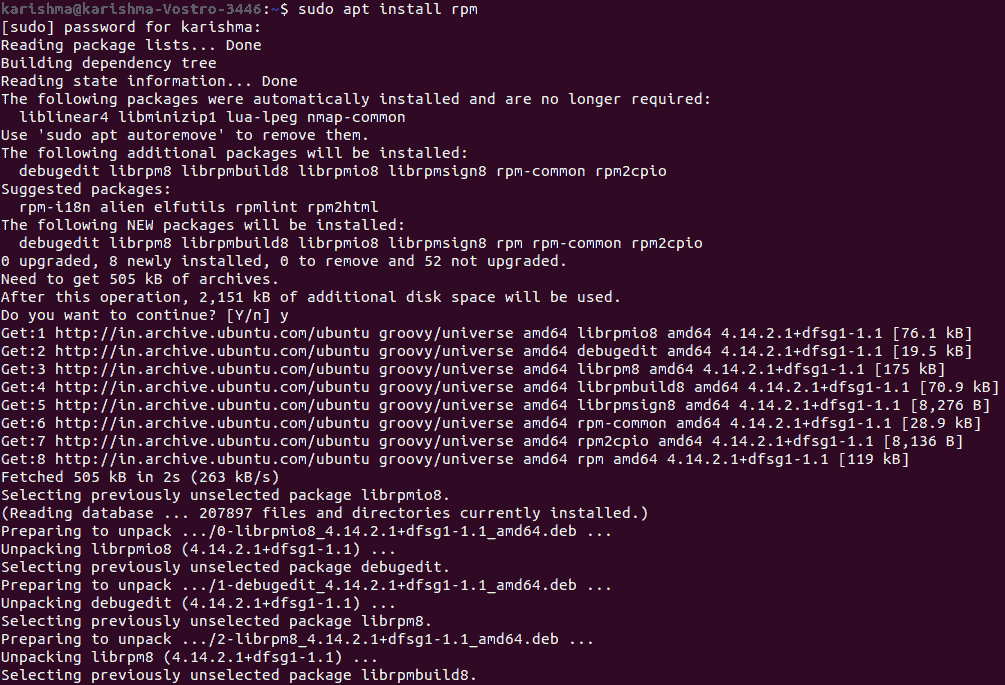 karishma@karishma-Vostro-3446:~$ sudo apt install rpm
[sudo] password for karishma:
Reading package lists... Done
Building dependency tree
Reading state information... Done
The following packages were automatically installed and are no longer required:
  liblinear4 libminizip1 lua-lpeg nmap-common
Use 'sudo apt autoremove' to remove them.
The following additional packages will be installed:
  debugedit librpm8 librpmbuild8 librpmio8 librpmsign8 rpm-common rpm2cpio
Suggested packages:
  rpm-i18n alien elfutils rpmlint rpm2html
The following NEW packages will be installed:
  debugedit librpm8 librpmbuild8 librpmio8 librpmsign8 rpm rpm-common rpm2cpio
0 upgraded, 8 newly installed, 0 to remove and 52 not upgraded.
Need to get 505 kB of archives.
After this operation, 2,151 kB of additional disk space will be used.
Do you want to continue? [Y/n] y
Get:1 http://in.archive.ubuntu.com/ubuntu groovy/universe amd64 librpmio8 amd64 4.14.2.1+dfsg1-1.1 [76.1 kB]
Get:2 http://in.archive.ubuntu.com/ubuntu groovy/universe amd64 debugedit amd64 4.14.2.1+dfsg1-1.1 [19.5 kB]
Get:3 http://in.archive.ubuntu.com/ubuntu groovy/universe amd64 librpm8 amd64 4.14.2.1+dfsg1-1.1 [175 kB]
Get:4 http://in.archive.ubuntu.com/ubuntu groovy/universe amd64 librpmbuild8 amd64 4.14.2.1+dfsg1-1.1 [70.9 kB]
Get:5 http://in.archive.ubuntu.com/ubuntu groovy/universe amd64 librpmsign8 amd64 4.14.2.1+dfsg1-1.1 [8,276 B]
Get:6 http://in.archive.ubuntu.com/ubuntu groovy/universe amd64 rpm-common amd64 4.14.2.1+dfsg1-1.1 [28.9 kB]
Get:7 http://in.archive.ubuntu.com/ubuntu groovy/universe amd64 rpm2cpio amd64 4.14.2.1+dfsg1-1.1 [8,136 B]
Get:8 http://in.archive.ubuntu.com/ubuntu groovy/universe amd64 rpm amd64 4.14.2.1+dfsg1-1.1 [119 kB]
Fetched 505 kB in 2s (263 kB/s)
Selecting previously unselected package librpmio8.
(Reading database ... 207897 files and directories currently installed.)
Preparing to unpack .../0-librpmio8_4.14.2.1+dfsg1-1.1_amd64.deb ...
Unpacking librpmio8 (4.14.2.1+dfsg1-1.1) ...
Selecting previously unselected package debugedit.
Preparing to unpack .../1-debugedit_4.14.2.1+dfsg1-1.1_amd64.deb ...
Unpacking debugedit (4.14.2.1+dfsg1-1.1) ...
Selecting previously unselected package librpm8.
Preparing to unpack .../2-librpm8_4.14.2.1+dfsg1-1.1_amd64.deb ...
Unpacking librpm8 (4.14.2.1+dfsg1-1.1) ...
Selecting previously unselected package librpmbuild8.